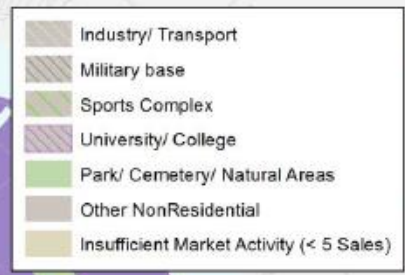 Industry/ Transport
Military base
Sports Complex
University/ College
Park/ Cemetery/ Natural Areas
Other NonResidential
Insufficient Market Activity (< 5 Sales)